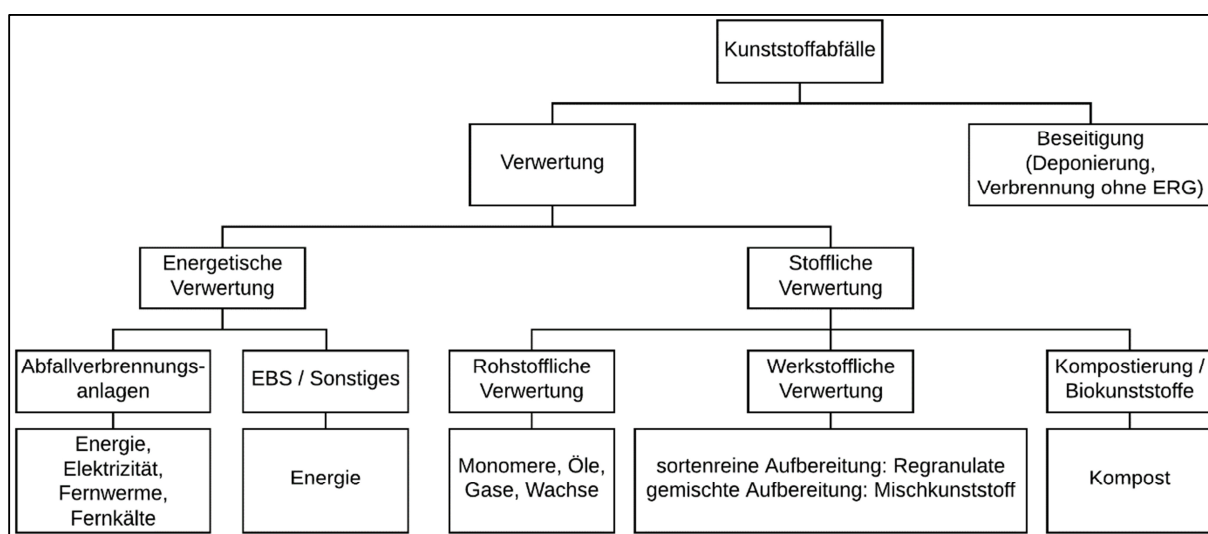 Kunststoffabfälle
Verwertung
Beseitigung
(Deponierung,
Verbrennung ohne ERG)
Energetische
Verwertung
Stoffliche
Verwertung
Abfallverbrennungs-
anlagen
EBS / Sonstiges
Rohstoffliche
Verwertung
Werkstoffliche
Verwertung
Kompostierung /
Biokunststoffe
Energie,
Elektrizität,
Fernwerme,
Fernkälte
Energie
Monomere, Öle,
Gase, Wachse
sortenreine Aufbereitung: Regranulate
gemischte Aufbereitung: Mischkunststoff
Kompost